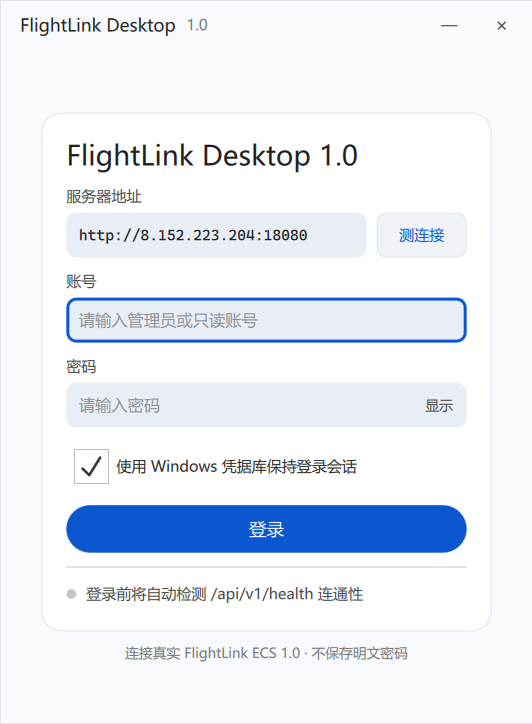 FlightLink Desktop 1.0
FlightLink Desktop 1.0
服务器地址
http://8.152.223.204:18080 测连接
账号
请输入管理员或只读账号
密码
请输入密码 显示
使用 Windows 凭据库保持登录会话
登录
登录前将自动检测 /api/v1/health 连通性
连接真实 FlightLink ECS 1.0 · 不保存明文密码